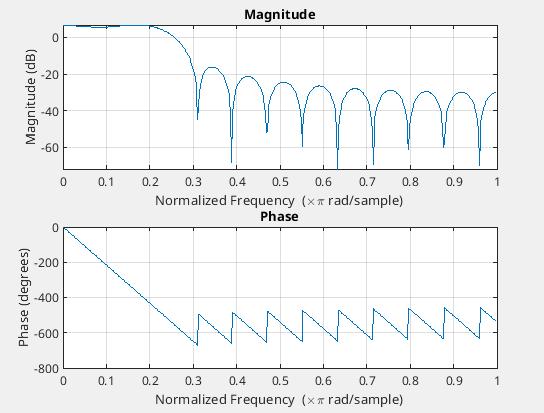 Magnitude
0
-20
-40
-60
Magnitude (dB)
0 0.1 0.2 0.3 0.4 0.5 0.6 0.7 0.8 0.9 1
Normalized Frequency (×π rad/sample)
Phase
0
-200
-400
-600
-800
Phase (degrees)
0 0.1 0.2 0.3 0.4 0.5 0.6 0.7 0.8 0.9 1
Normalized Frequency (×π rad/sample)